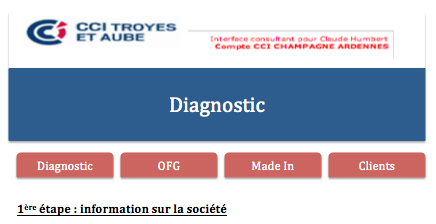 CCI TROYES
ET AUBE
Interface consultant pour Claude Humbert
Compte CCI CHAMPAGNE ARDENNES
Diagnostic
Diagnostic OFG Made In Clients
1ère étape : information sur la société